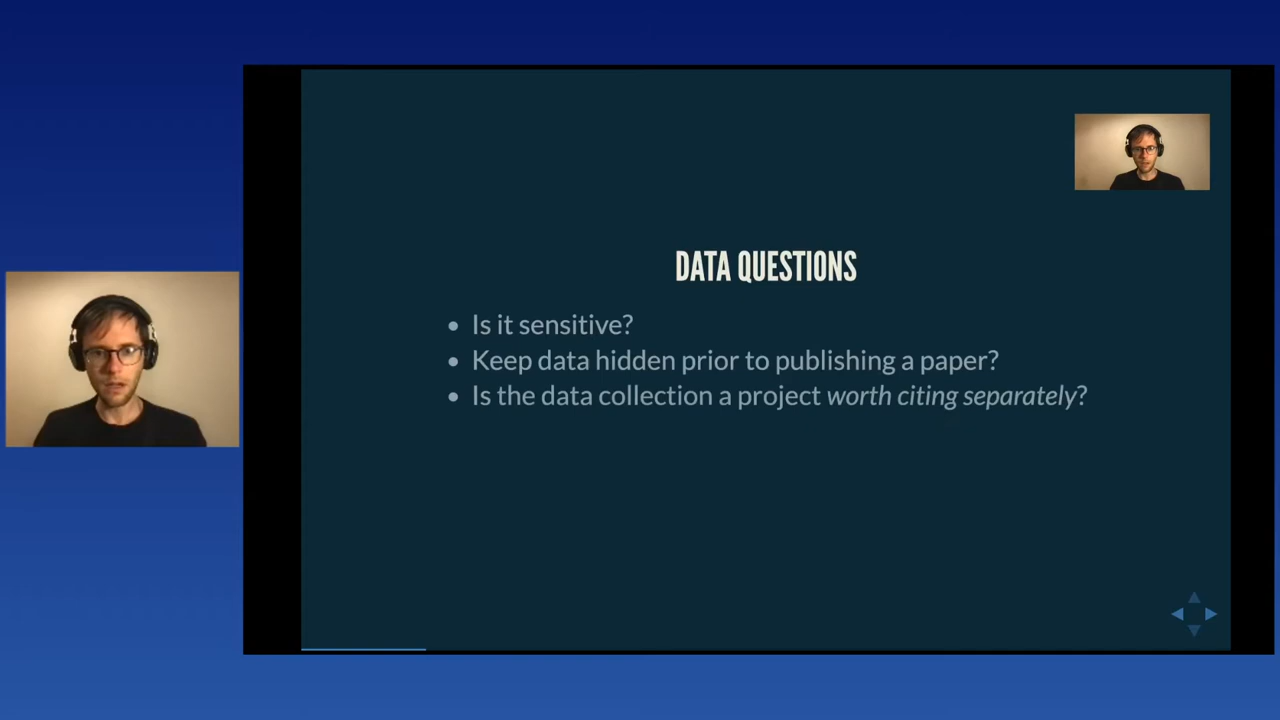 DATA QUESTIONS
• Is it sensitive?
• Keep data hidden prior to publishing a paper?
• Is the data collection a project worth citing separately?